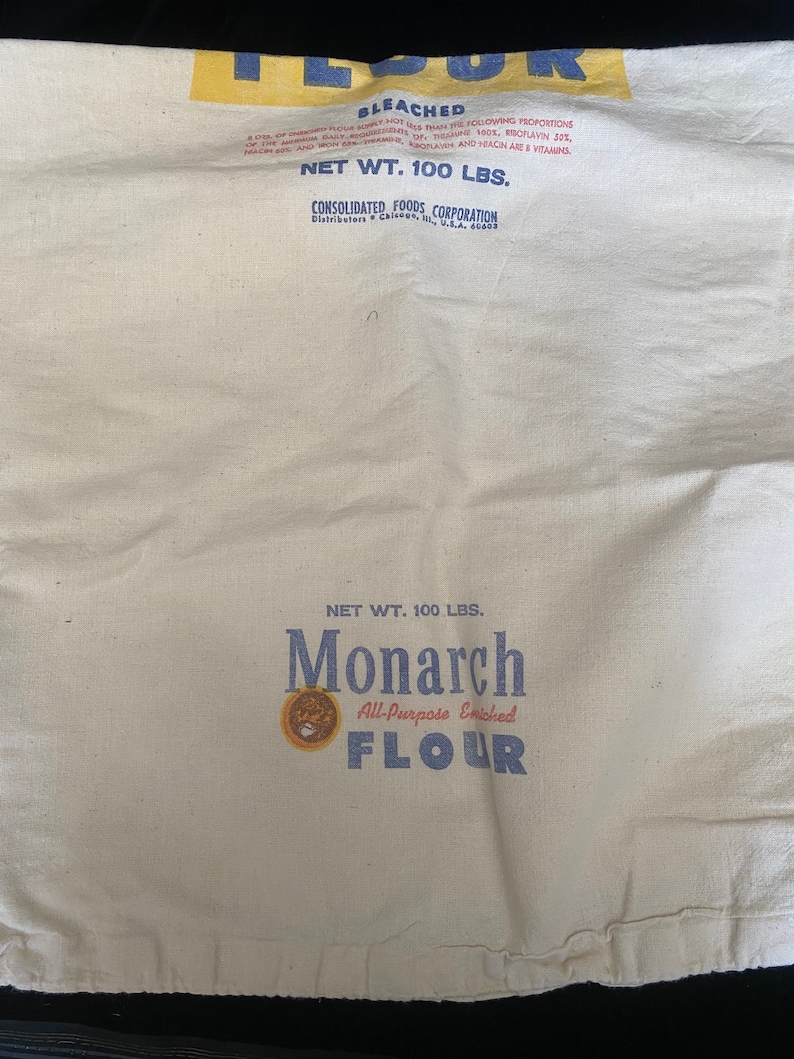 FLOUR
BLEACHED
8 OZS. OF ENRICHED FLOUR SUPPLY NOT LESS THAN THE FOLLOWING PROPORTIONS
OF THE MINIMUM DAILY REQUIREMENTS OF: THIAMINE 100%, RIBOFLAVIN 50%,
NIACIN 50% AND IRON 65%. THIAMINE, RIBOFLAVIN AND NIACIN ARE B VITAMINS.
NET WT. 100 LBS.
CONSOLIDATED FOODS CORPORATION
Distributors • Chicago, Ill., U.S.A. 60603
NET WT. 100 LBS.
Monarch
All-Purpose Enriched
FLOUR